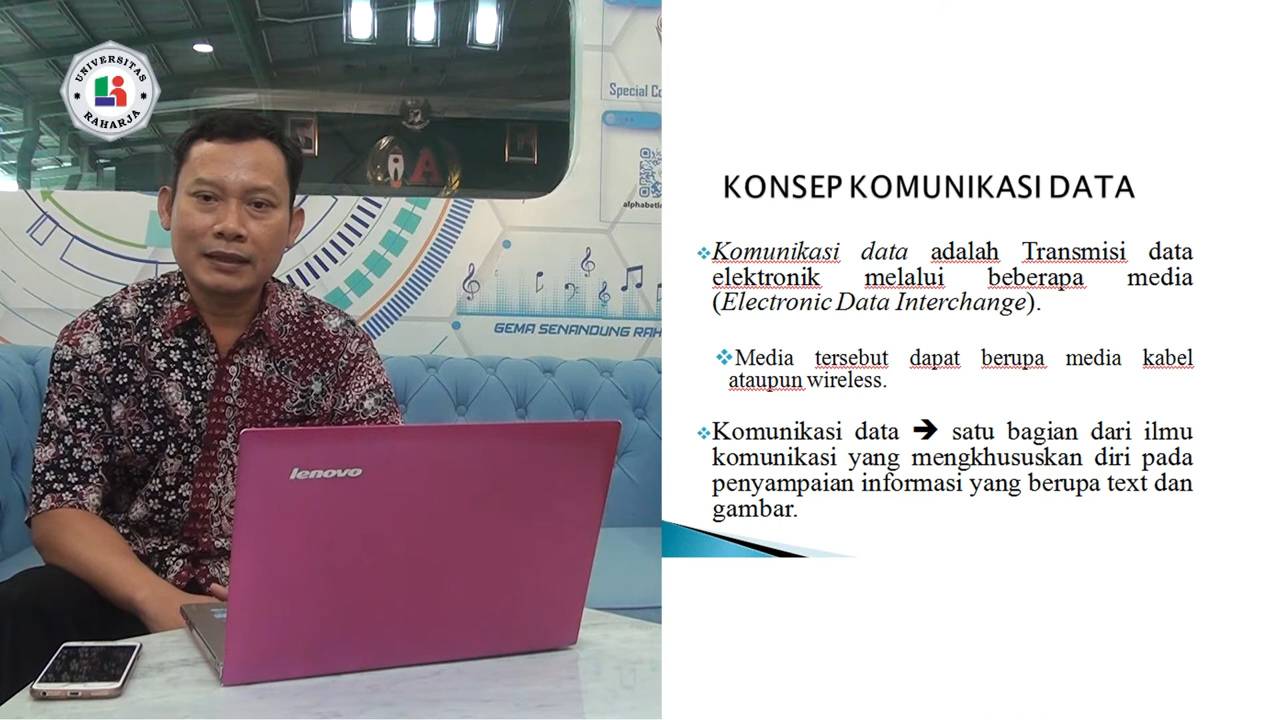 UNIVERSITAS
RAHARJA
Special Co
A
alphabetin
GEMA SENANDUNG RAH
lenovo
KONSEP KOMUNIKASI DATA
Komunikasi data adalah Transmisi data
elektronik melalui beberapa media
(Electronic Data Interchange).
Media tersebut dapat berupa media kabel
ataupun wireless.
Komunikasi data ➔ satu bagian dari ilmu
komunikasi yang mengkhususkan diri pada
penyampaian informasi yang berupa text dan
gambar.